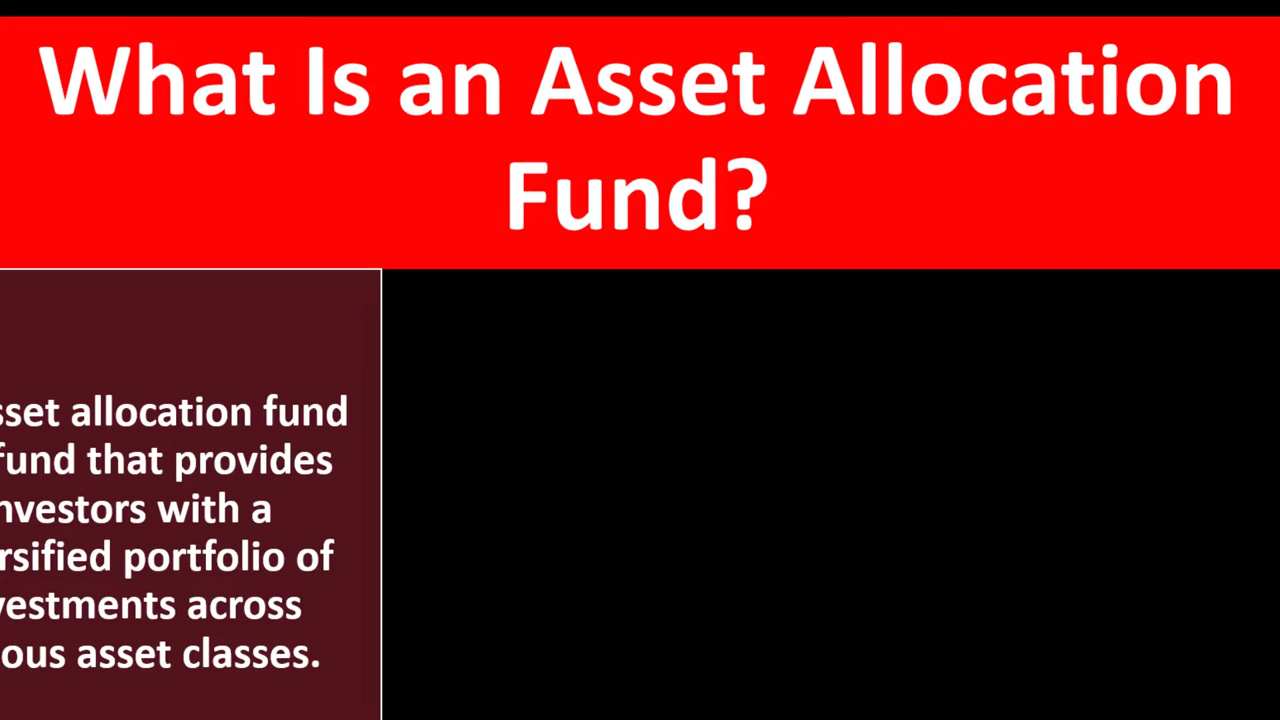 What Is an Asset Allocation
Fund?
sset allocation fund
fund that provides
nvestors with a
rsified portfolio of
vestments across
ous asset classes.